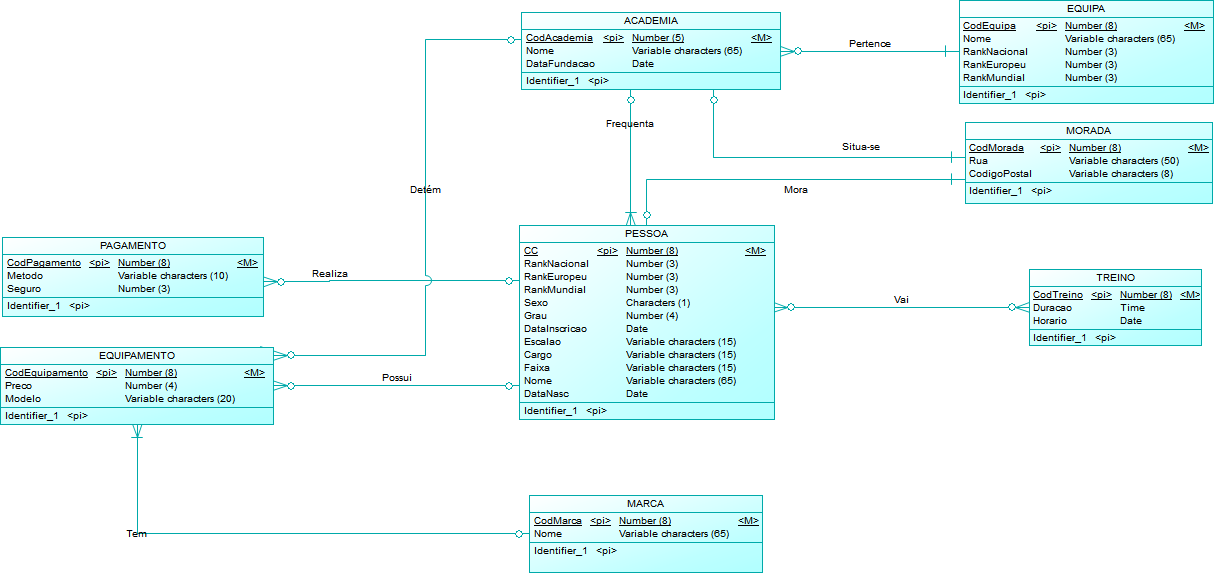 ACADEMIA
CodAcademia <pi> Number (5) <M>
Nome Variable characters (65)
DataFundacao Date
Identifier_1 <pi>
EQUIPA
CodEquipa <pi> Number (8) <M>
Nome Variable characters (65)
RankNacional Number (3)
RankEuropeu Number (3)
RankMundial Number (3)
Identifier_1 <pi>
Pertence
Frequenta
Situa-se
MORADA
CodMorada <pi> Number (8) <M>
Rua Variable characters (50)
CodigoPostal Variable characters (8)
Identifier_1 <pi>
Mora
Detém
PAGAMENTO
CodPagamento <pi> Number (8) <M>
Metodo Variable characters (10)
Seguro Number (3)
Identifier_1 <pi>
Realiza
PESSOA
CC <pi> Number (8) <M>
RankNacional Number (3)
RankEuropeu Number (3)
RankMundial Number (3)
Sexo Characters (1)
Grau Number (4)
DataInscricao Date
Escalao Variable characters (15)
Cargo Variable characters (15)
Faixa Variable characters (15)
Nome Variable characters (65)
DataNasc Date
Identifier_1 <pi>
Vai
TREINO
CodTreino <pi> Number (8) <M>
Duracao Time
Horario Date
Identifier_1 <pi>
EQUIPAMENTO
CodEquipamento <pi> Number (8) <M>
Preco Number (4)
Modelo Variable characters (20)
Identifier_1 <pi>
Possui
Tem
MARCA
CodMarca <pi> Number (8) <M>
Nome Variable characters (65)
Identifier_1 <pi>